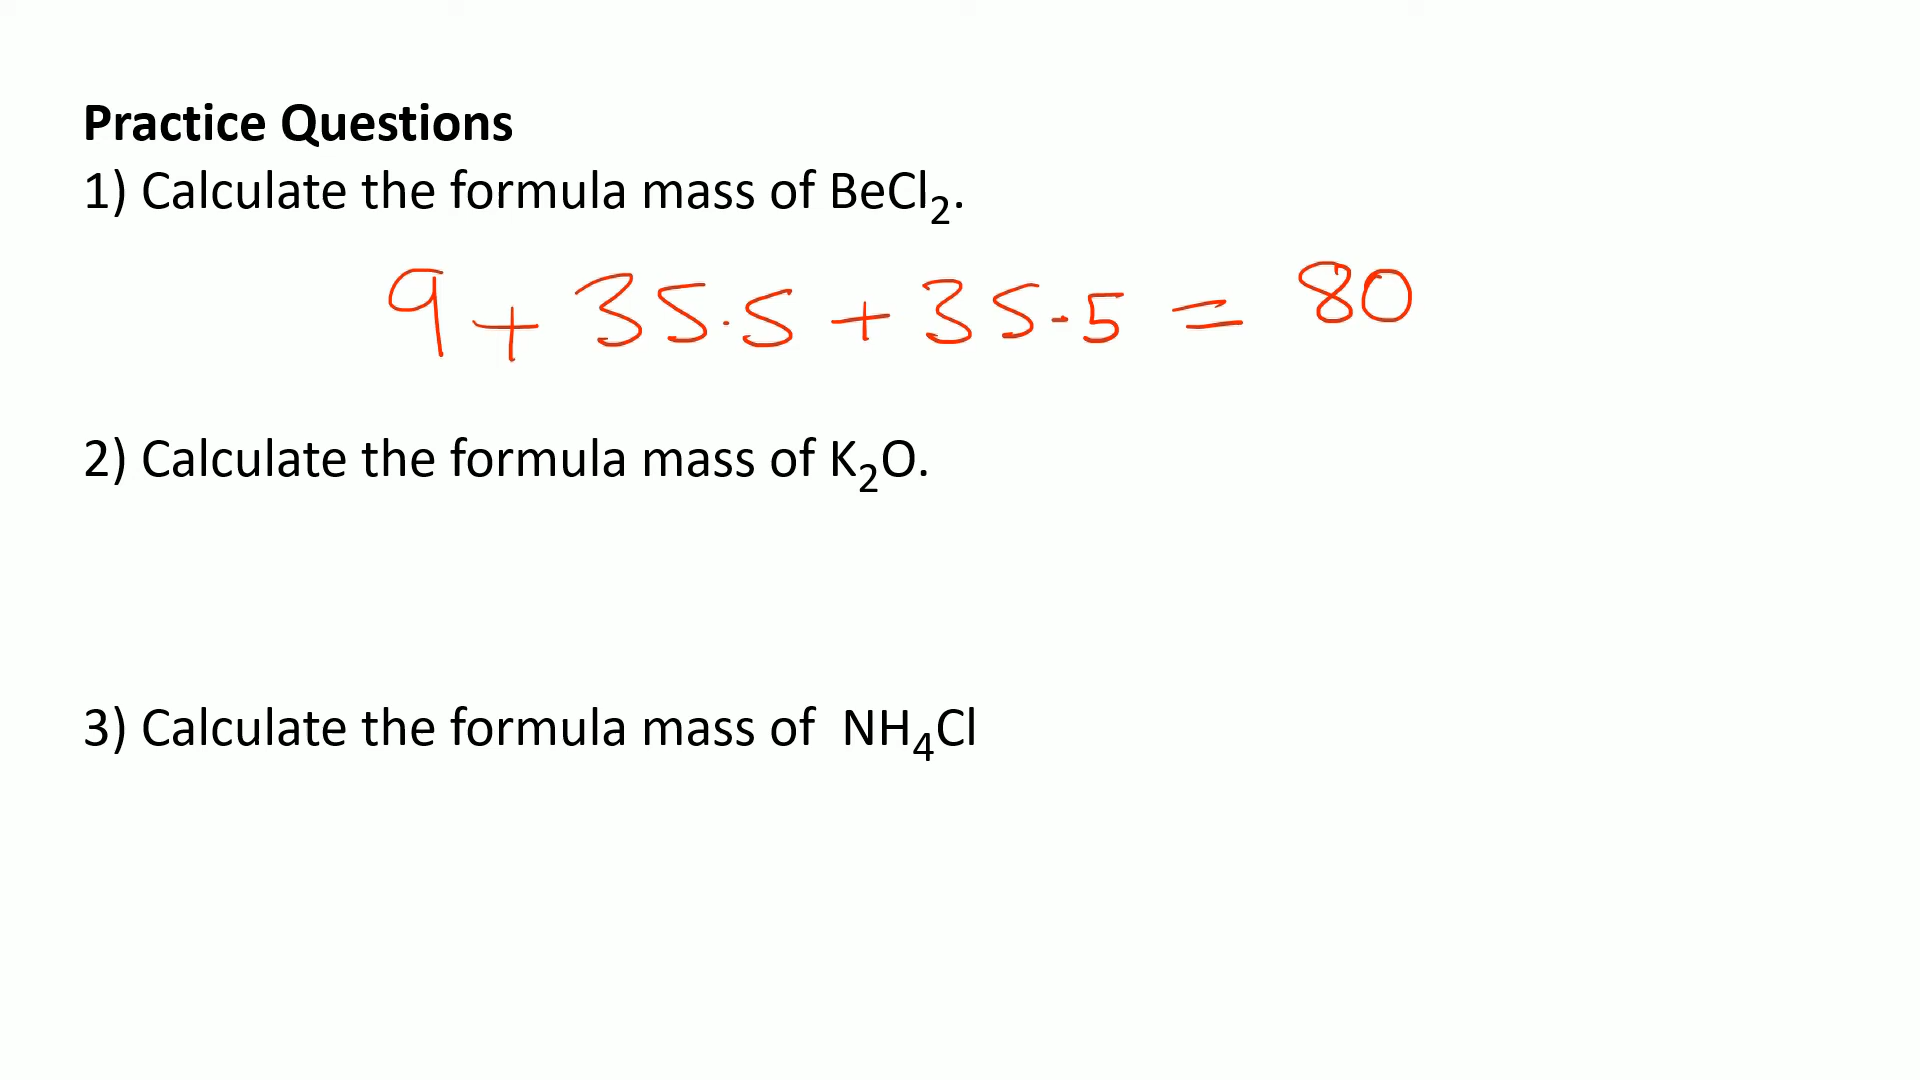 Practice Questions
1) Calculate the formula mass of BeCl₂.
9 + 35.5 + 35.5 = 80
2) Calculate the formula mass of K₂O.
3) Calculate the formula mass of NH₄Cl